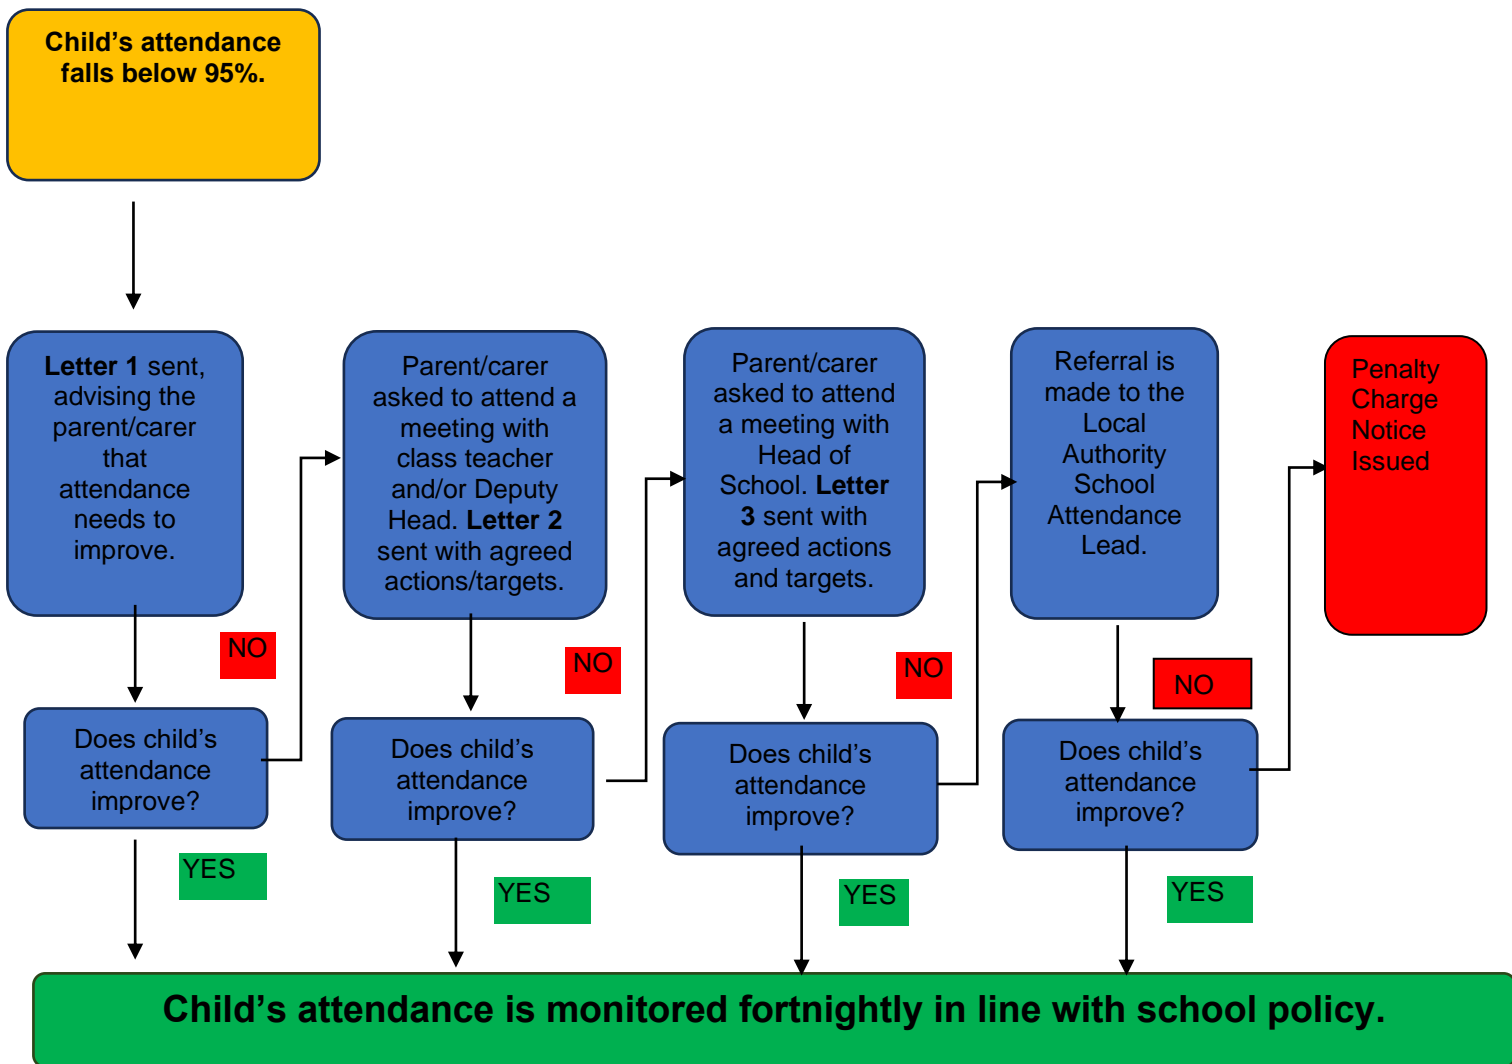 Child’s attendance
falls below 95%.
Letter 1 sent,
advising the
parent/carer
that
attendance
needs to
improve.
Parent/carer
asked to attend a
meeting with
class teacher
and/or Deputy
Head. Letter 2
sent with agreed
actions/targets.
Parent/carer
asked to attend
a meeting with
Head of
School. Letter
3 sent with
agreed actions
and targets.
Referral is
made to the
Local
Authority
School
Attendance
Lead.
Penalty
Charge
Notice
Issued
NO
NO
NO
NO
Does child’s
attendance
improve?
Does child’s
attendance
improve?
Does child’s
attendance
improve?
Does child’s
attendance
improve?
YES
YES
YES
YES
Child’s attendance is monitored fortnightly in line with school policy.